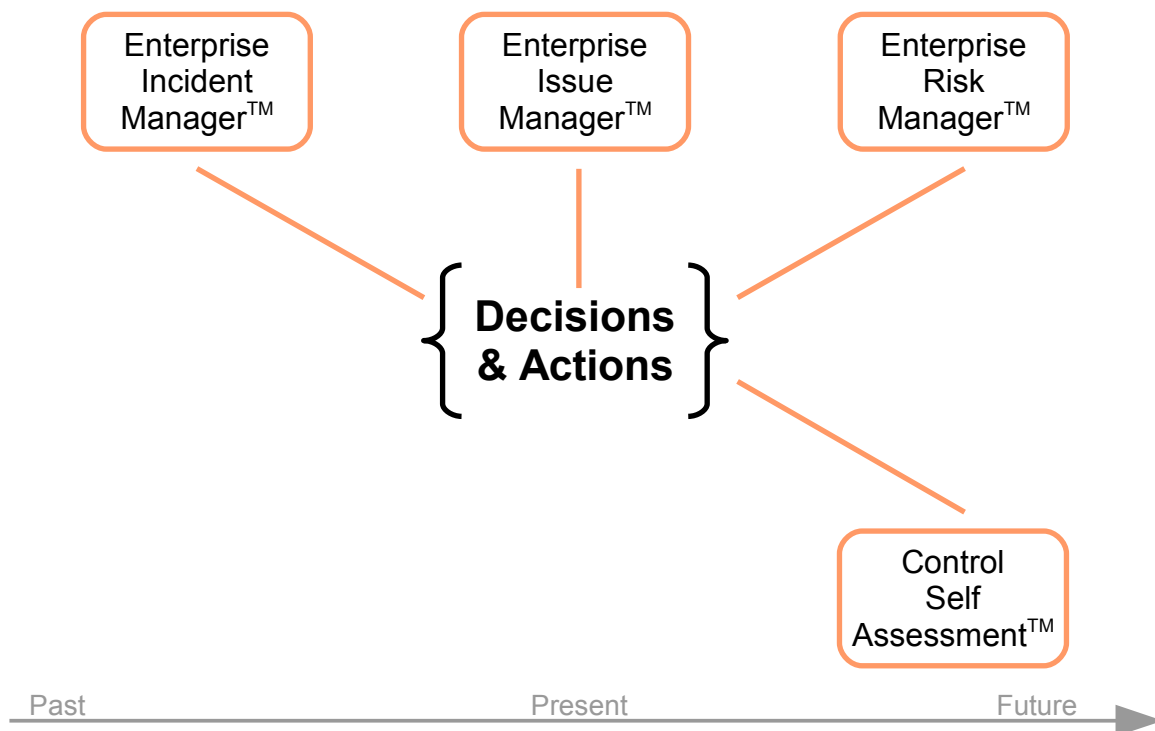 Enterprise
Incident
Manager™
Enterprise
Issue
Manager™
Enterprise
Risk
Manager™
Decisions
& Actions
Control
Self
Assessment™
Past
Present
Future